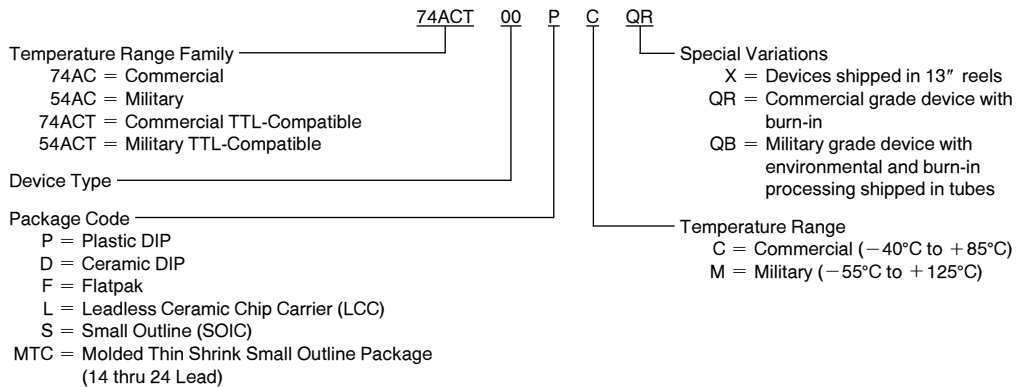 74ACT 00 P C QR
Temperature Range Family
74AC = Commercial
54AC = Military
74ACT = Commercial TTL-Compatible
54ACT = Military TTL-Compatible
Device Type
Package Code
P = Plastic DIP
D = Ceramic DIP
F = Flatpak
L = Leadless Ceramic Chip Carrier (LCC)
S = Small Outline (SOIC)
MTC = Molded Thin Shrink Small Outline Package
(14 thru 24 Lead)
Special Variations
X = Devices shipped in 13″ reels
QR = Commercial grade device with
burn-in
QB = Military grade device with
environmental and burn-in
processing shipped in tubes
Temperature Range
C = Commercial (−40°C to +85°C)
M = Military (−55°C to +125°C)